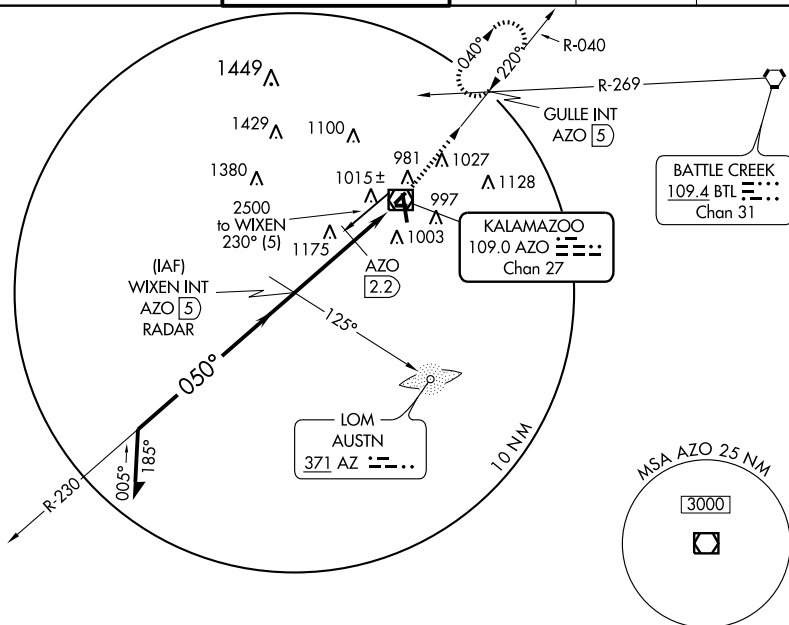 1449
040°
220°
R-040
R-269
1429
1100
GULLE INT
AZO 5
1380
981
1027
1015±
1128
BATTLE CREEK
109.4 BTL
Chan 31
2500
to WIXEN
230° (5)
997
1175
1003
KALAMAZOO
109.0 AZO
Chan 27
(IAF)
WIXEN INT
AZO 5
RADAR
AZO
2.2
125°
050°
LOM
AUSTN
371 AZ
10 NM
005°
185°
R-230
MSA AZO 25 NM
3000